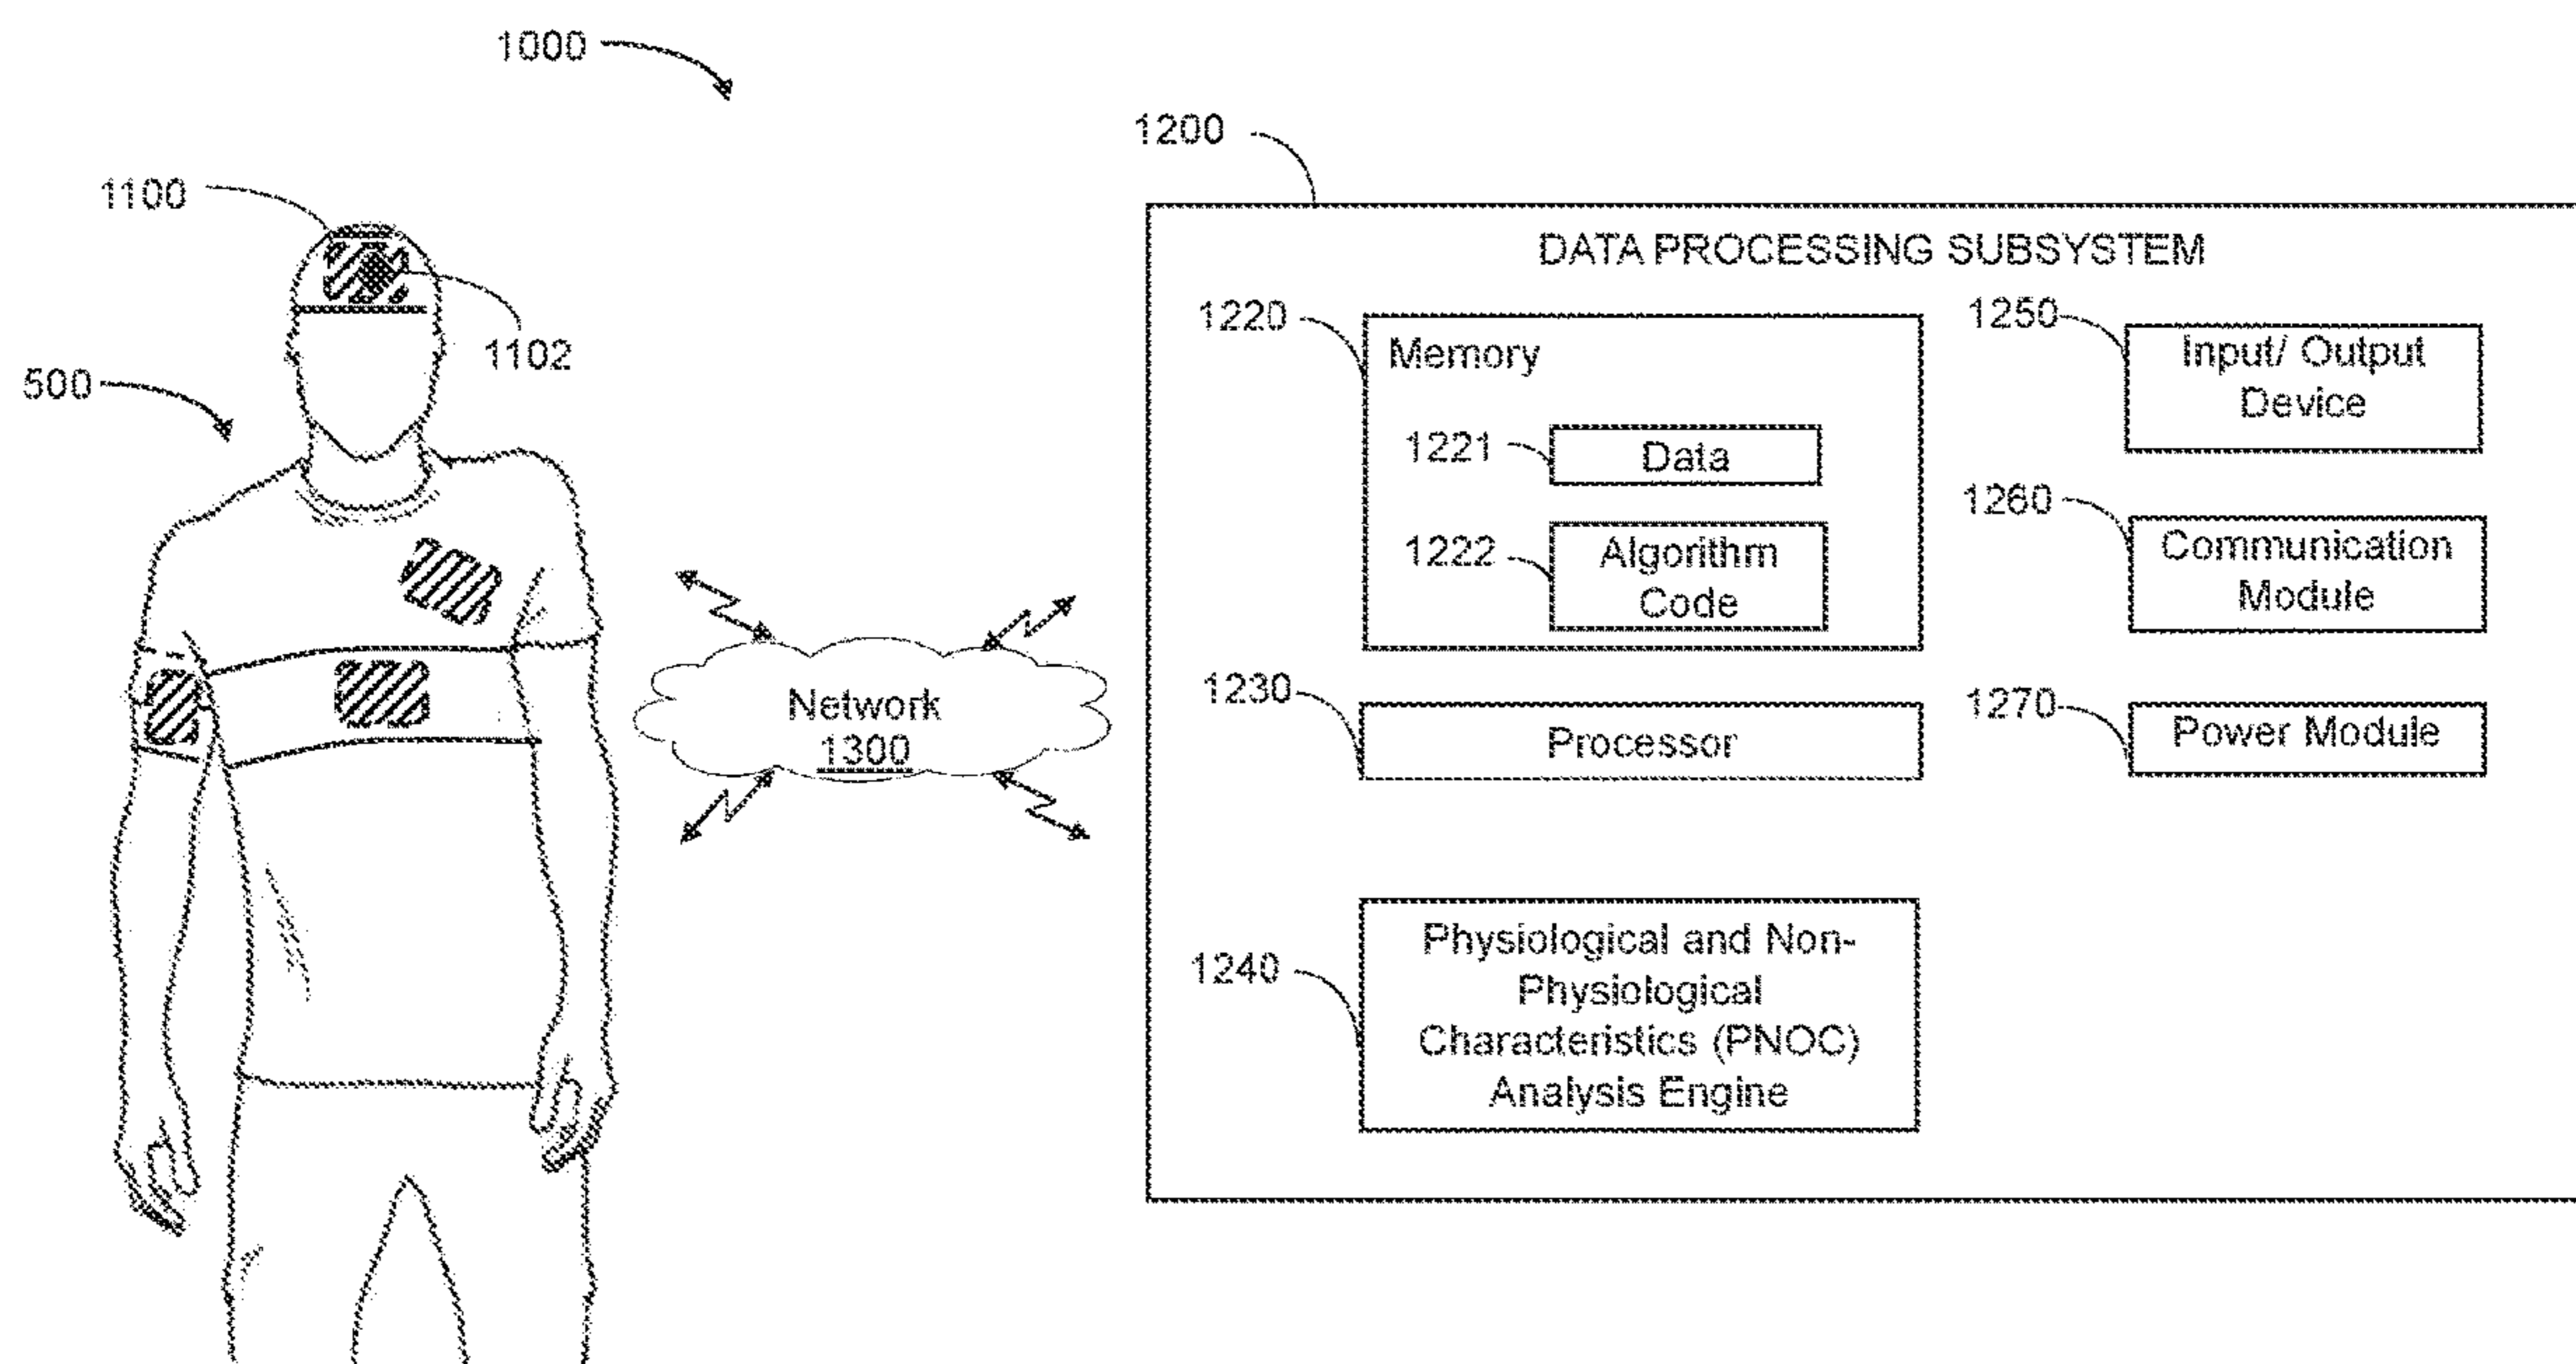 1000
1200
1100
1102
500
DATA PROCESSING SUBSYSTEM
1220
Memory
1221
Data
1222
Algorithm
Code
1230
Processor
1240
Physiological and Non-
Physiological
Characteristics (PNOC)
Analysis Engine
1250
Input/ Output
Device
1260
Communication
Module
1270
Power Module
Network
1300